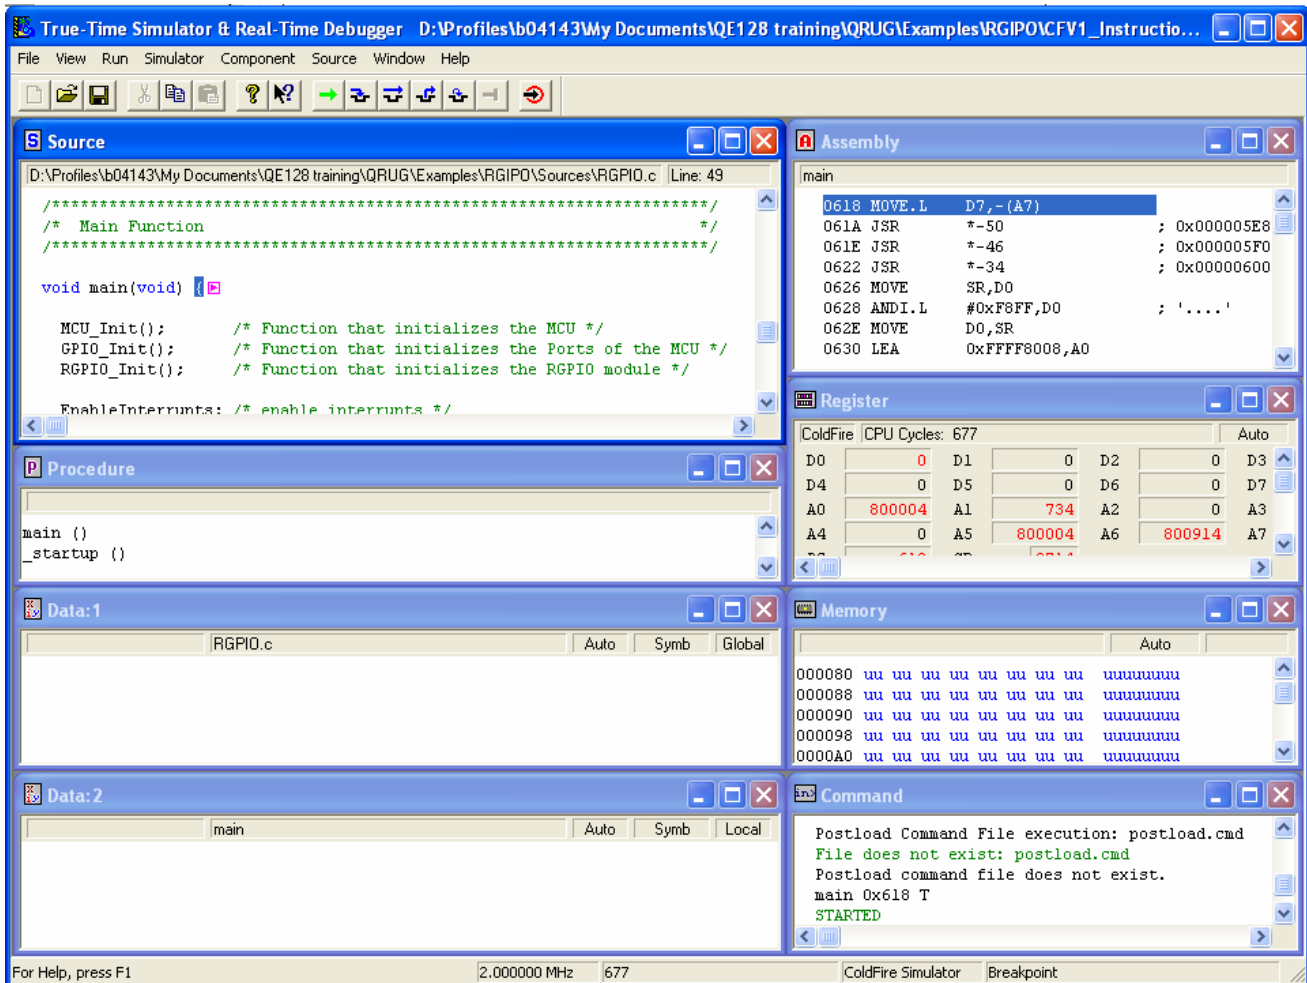 True-Time Simulator & Real-Time Debugger D:\Profiles\b04143\My Documents\QE128 training\QRUG\Examples\RGIPO\CFV1_Instructio...
File View Run Simulator Component Source Window Help
Source
D:\Profiles\b04143\My Documents\QE128 training\QRUG\Examples\RGIPO\Sources\RGPIO.c Line: 49
/***********************************************************************/
/* Main Function */
/***********************************************************************/
void main(void) {
MCU_Init(); /* Function that initializes the MCU */
GPIO_Init(); /* Function that initializes the Ports of the MCU */
RGPIO_Init(); /* Function that initializes the RGPIO module */
EnableInterrupts; /* enable interrupts */
Assembly
main
0618 MOVE.L D7,-(A7)
061A JSR *-50 ; 0x000005E8
061E JSR *-46 ; 0x000005F0
0622 JSR *-34 ; 0x00000600
0626 MOVE SR,D0
0628 ANDI.L #0xF8FF,D0 ; '....'
062E MOVE D0,SR
0630 LEA 0xFFFF8008,A0
Register
ColdFire CPU Cycles: 677 Auto
D0 0 D1 0 D2 0 D3
D4 0 D5 0 D6 0 D7
A0 800004 A1 734 A2 0 A3
A4 0 A5 800004 A6 800914 A7
Procedure
main ()
_startup ()
Data:1
RGPIO.c Auto Symb Global
Memory
Auto
000080 uu uu uu uu uu uu uu uu uuuuuuuu
000088 uu uu uu uu uu uu uu uu uuuuuuuu
000090 uu uu uu uu uu uu uu uu uuuuuuuu
000098 uu uu uu uu uu uu uu uu uuuuuuuu
0000A0 uu uu uu uu uu uu uu uu uuuuuuuu
Data:2
main Auto Symb Local
Command
Postload Command File execution: postload.cmd
File does not exist: postload.cmd
Postload command file does not exist.
main 0x618 T
STARTED
For Help, press F1 2.000000 MHz 677 ColdFire Simulator Breakpoint